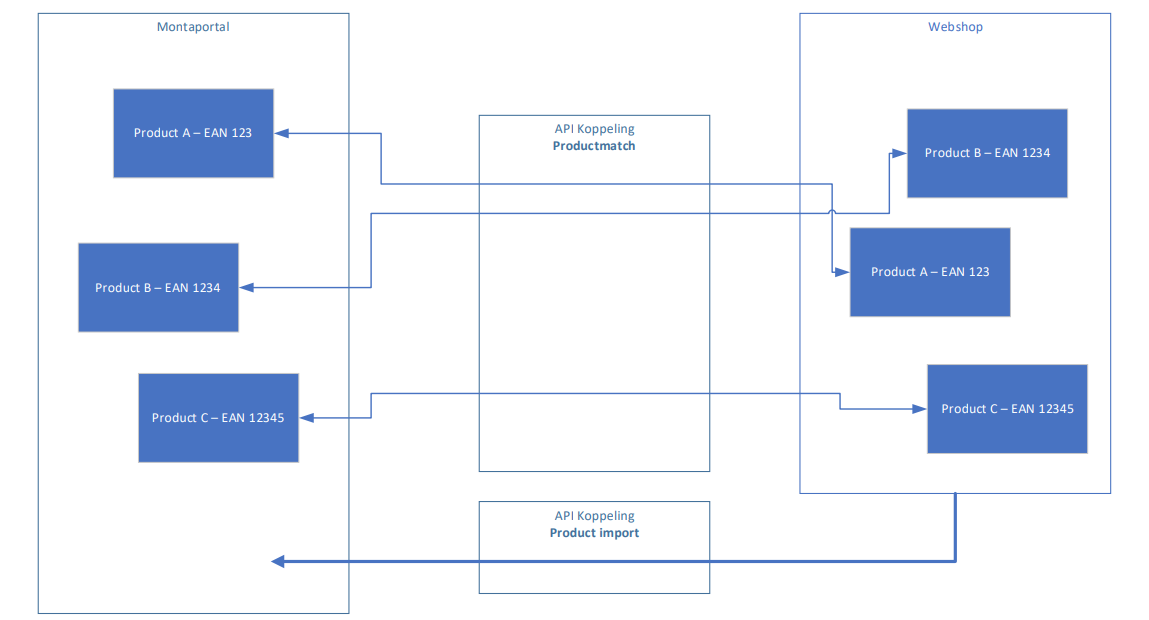 Montaportal
Product A – EAN 123
Product B – EAN 1234
Product C – EAN 12345
API Koppeling
Productmatch
API Koppeling
Product import
Webshop
Product B – EAN 1234
Product A – EAN 123
Product C – EAN 12345